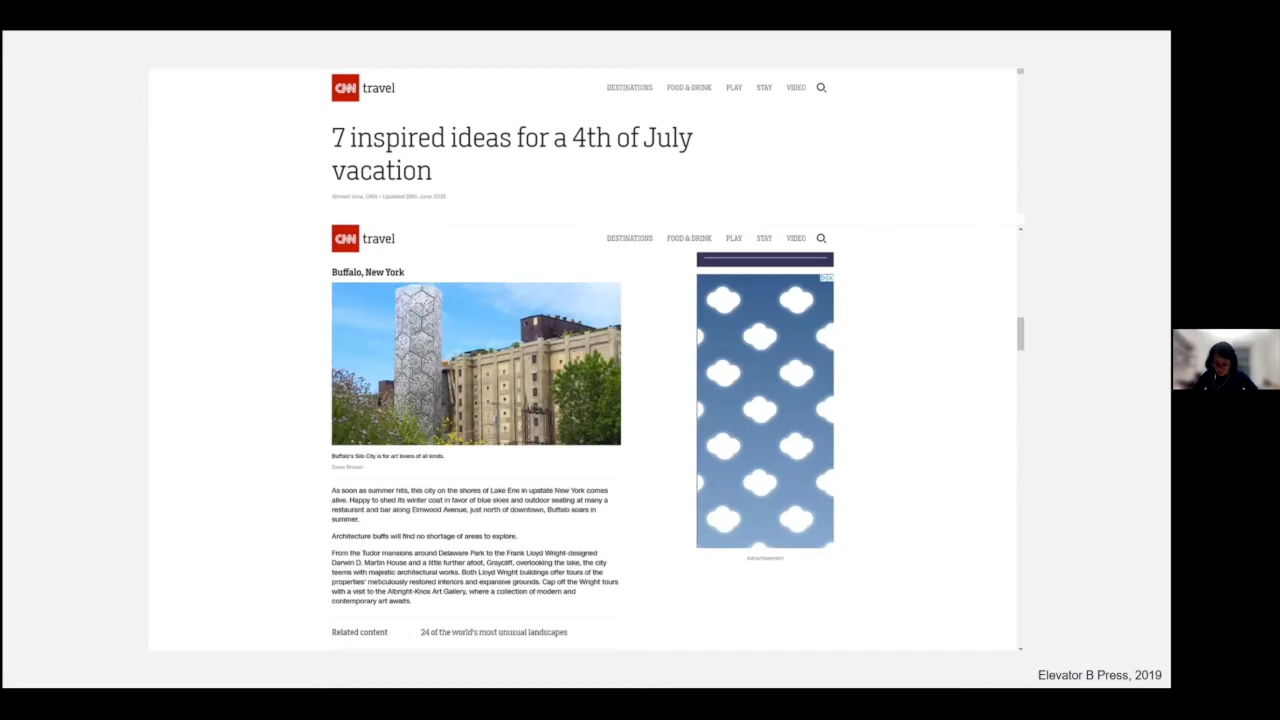 CNN travel
DESTINATIONS FOOD & DRINK PLAY STAY VIDEO
7 inspired ideas for a 4th of July
vacation
CNN travel
DESTINATIONS FOOD & DRINK PLAY STAY VIDEO
Buffalo, New York
Buffalo's Silo City is for art lovers of all kinds.
Drew Brown
As soon as summer hits, this city on the shores of Lake Erie in upstate New York comes
alive. Happy to shed its winter coat in favor of blue skies and outdoor seating at many a
restaurant and bar along Elmwood Avenue, just north of downtown, Buffalo soars in
summer.
Architecture buffs will find no shortage of areas to explore.
From the Tudor mansions around Delaware Park to the Frank Lloyd Wright-designed
Darwin D. Martin House and a little further afoot, Graycliff, overlooking the lake, the city
teems with majestic architectural works. Both Lloyd Wright buildings offer tours of the
properties' meticulously restored interiors and expansive grounds. Cap off the Wright tours
with a visit to the Albright-Knox Art Gallery, where a collection of modern and
contemporary art awaits.
Advertisement
Related content 24 of the world's most unusual landscapes
Elevator B Press, 2019